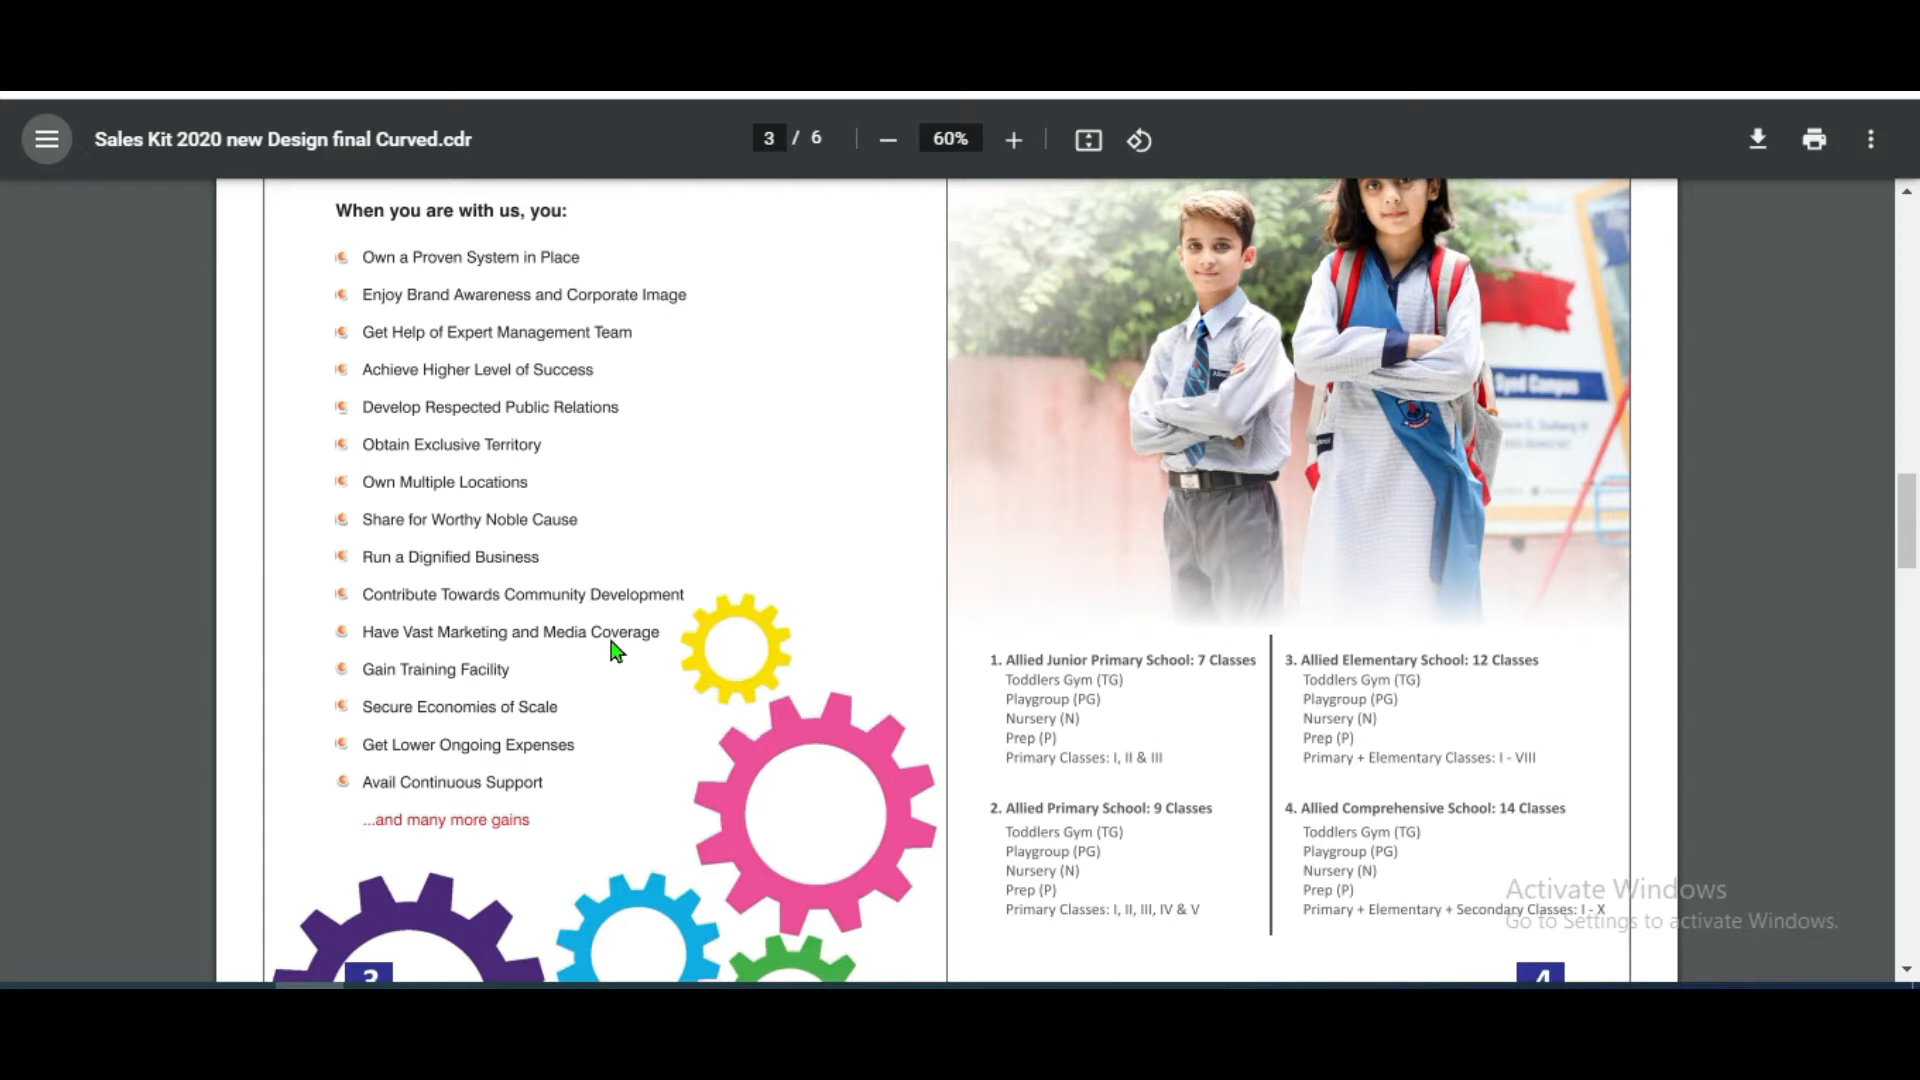 Sales Kit 2020 new Design final Curved.cdr
3 / 6
60%
When you are with us, you:
Own a Proven System in Place
Enjoy Brand Awareness and Corporate Image
Get Help of Expert Management Team
Achieve Higher Level of Success
Develop Respected Public Relations
Obtain Exclusive Territory
Own Multiple Locations
Share for Worthy Noble Cause
Run a Dignified Business
Contribute Towards Community Development
Have Vast Marketing and Media Coverage
Gain Training Facility
Secure Economies of Scale
Get Lower Ongoing Expenses
Avail Continuous Support
...and many more gains
3
Campus
1. Allied Junior Primary School: 7 Classes
Toddlers Gym (TG)
Playgroup (PG)
Nursery (N)
Prep (P)
Primary Classes: I, II & III
2. Allied Primary School: 9 Classes
Toddlers Gym (TG)
Playgroup (PG)
Nursery (N)
Prep (P)
Primary Classes: I, II, III, IV & V
3. Allied Elementary School: 12 Classes
Toddlers Gym (TG)
Playgroup (PG)
Nursery (N)
Prep (P)
Primary + Elementary Classes: I - VIII
4. Allied Comprehensive School: 14 Classes
Toddlers Gym (TG)
Playgroup (PG)
Nursery (N)
Prep (P)
Primary + Elementary + Secondary Classes: I - X
4
Activate Windows
Go to Settings to activate Windows.